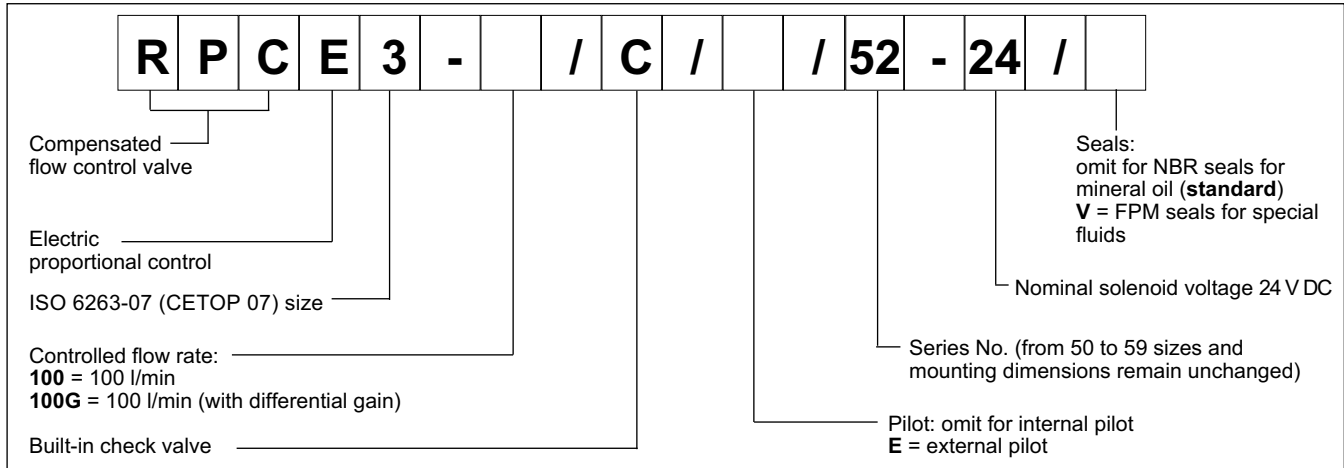 R P C E 3 - / C / / 52 - 24 /
Compensated
flow control valve
Electric
proportional control
ISO 6263-07 (CETOP 07) size
Controlled flow rate:
100 = 100 l/min
100G = 100 l/min (with differential gain)
Built-in check valve
Seals:
omit for NBR seals for
mineral oil (standard)
V = FPM seals for special
fluids
Nominal solenoid voltage 24 V DC
Series No. (from 50 to 59 sizes and
mounting dimensions remain unchanged)
Pilot: omit for internal pilot
E = external pilot